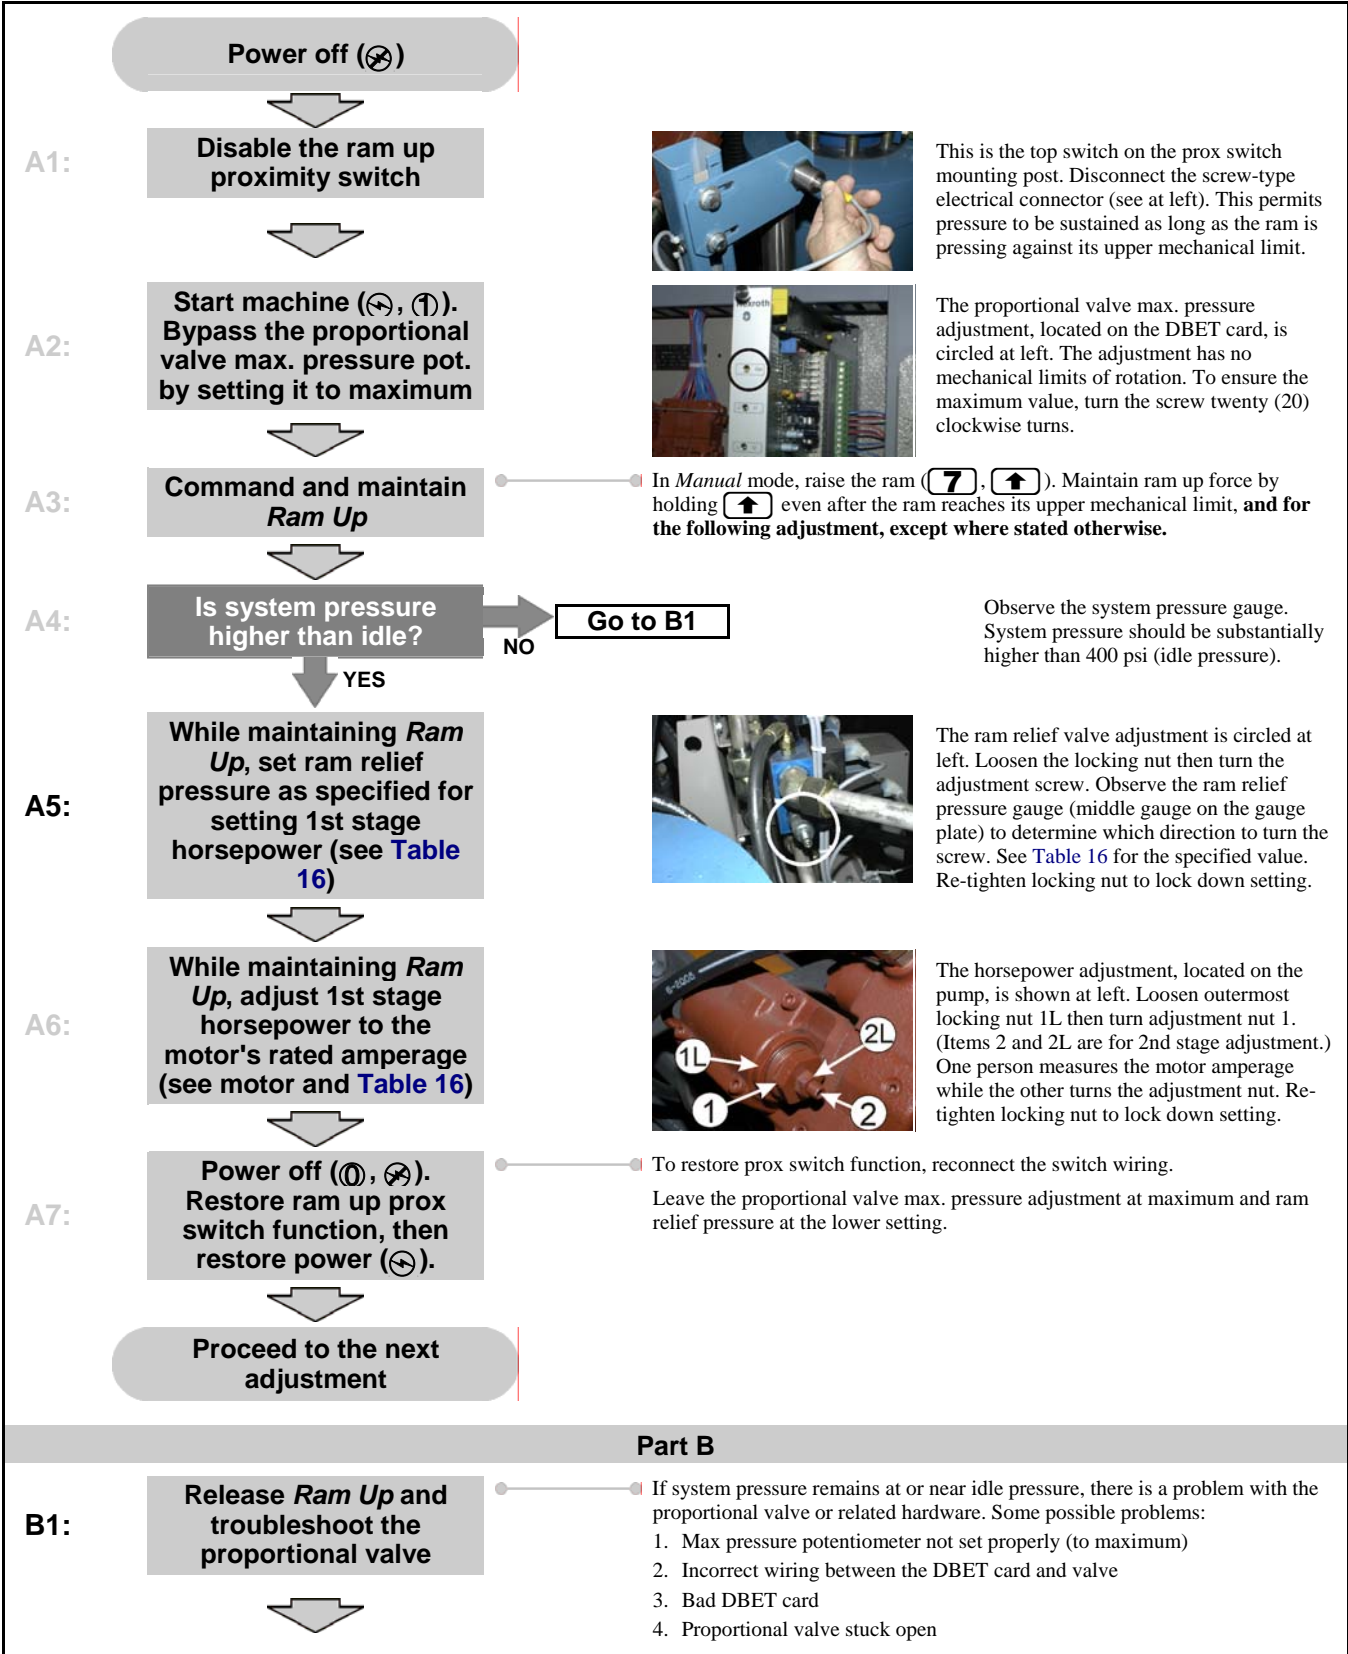 Power off ( )
A1:
Disable the ram up
proximity switch
This is the top switch on the prox switch
mounting post. Disconnect the screw-type
electrical connector (see at left). This permits
pressure to be sustained as long as the ram is
pressing against its upper mechanical limit.
A2:
Start machine ( , 1).
Bypass the proportional
valve max. pressure pot.
by setting it to maximum
The proportional valve max. pressure
adjustment, located on the DBET card, is
circled at left. The adjustment has no
mechanical limits of rotation. To ensure the
maximum value, turn the screw twenty (20)
clockwise turns.
A3:
Command and maintain
Ram Up
In Manual mode, raise the ram ( 7 , ↑ ). Maintain ram up force by
holding ↑ even after the ram reaches its upper mechanical limit, and for
the following adjustment, except where stated otherwise.
A4:
Is system pressure
higher than idle?
NO
Go to B1
Observe the system pressure gauge.
System pressure should be substantially
higher than 400 psi (idle pressure).
YES
A5:
While maintaining Ram
Up, set ram relief
pressure as specified for
setting 1st stage
horsepower (see Table
16)
The ram relief valve adjustment is circled at
left. Loosen the locking nut then turn the
adjustment screw. Observe the ram relief
pressure gauge (middle gauge on the gauge
plate) to determine which direction to turn the
screw. See Table 16 for the specified value.
Re-tighten locking nut to lock down setting.
A6:
While maintaining Ram
Up, adjust 1st stage
horsepower to the
motor's rated amperage
(see motor and Table 16)
1L
2L
1
2
The horsepower adjustment, located on the
pump, is shown at left. Loosen outermost
locking nut 1L then turn adjustment nut 1.
(Items 2 and 2L are for 2nd stage adjustment.)
One person measures the motor amperage
while the other turns the adjustment nut. Re-
tighten locking nut to lock down setting.
A7:
Power off (0, ).
Restore ram up prox
switch function, then
restore power ( ).
To restore prox switch function, reconnect the switch wiring.
Leave the proportional valve max. pressure adjustment at maximum and ram
relief pressure at the lower setting.
Proceed to the next
adjustment
Part B
B1:
Release Ram Up and
troubleshoot the
proportional valve
If system pressure remains at or near idle pressure, there is a problem with the
proportional valve or related hardware. Some possible problems:
1. Max pressure potentiometer not set properly (to maximum)
2. Incorrect wiring between the DBET card and valve
3. Bad DBET card
4. Proportional valve stuck open